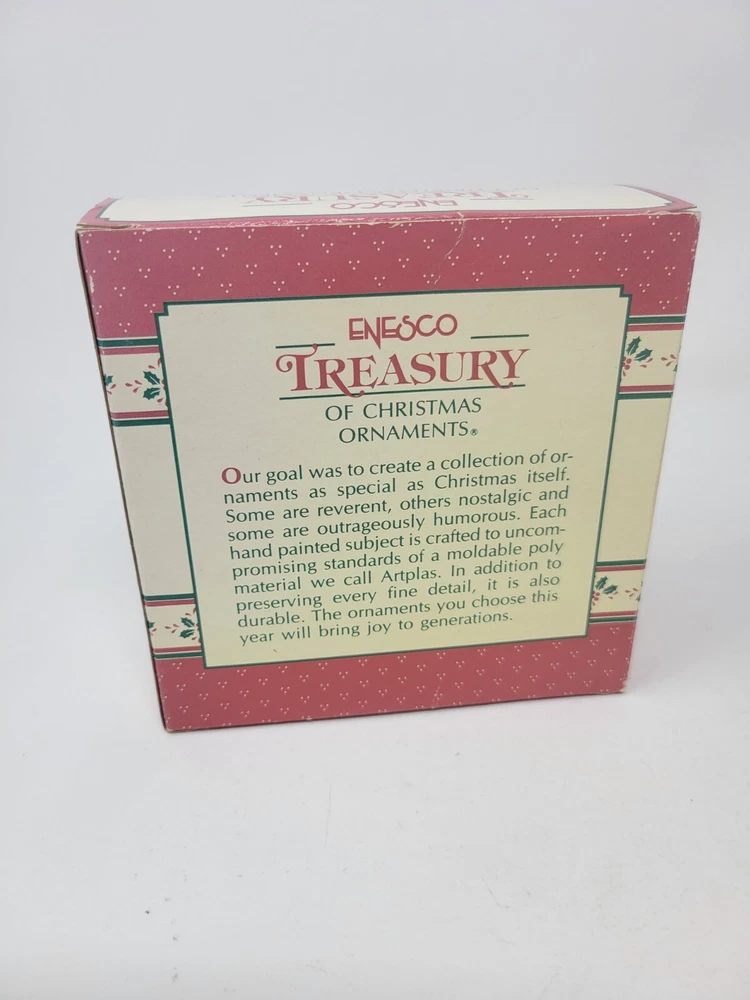 ENESCO
TREASURY
ENESCO
TREASURY
OF CHRISTMAS
ORNAMENTS®
Our goal was to create a collection of or-
naments as special as Christmas itself.
Some are reverent, others nostalgic and
some are outrageously humorous. Each
hand painted subject is crafted to uncom-
promising standards of a moldable poly
material we call Artplas. In addition to
preserving every fine detail, it is also
durable. The ornaments you choose this
year will bring joy to generations.